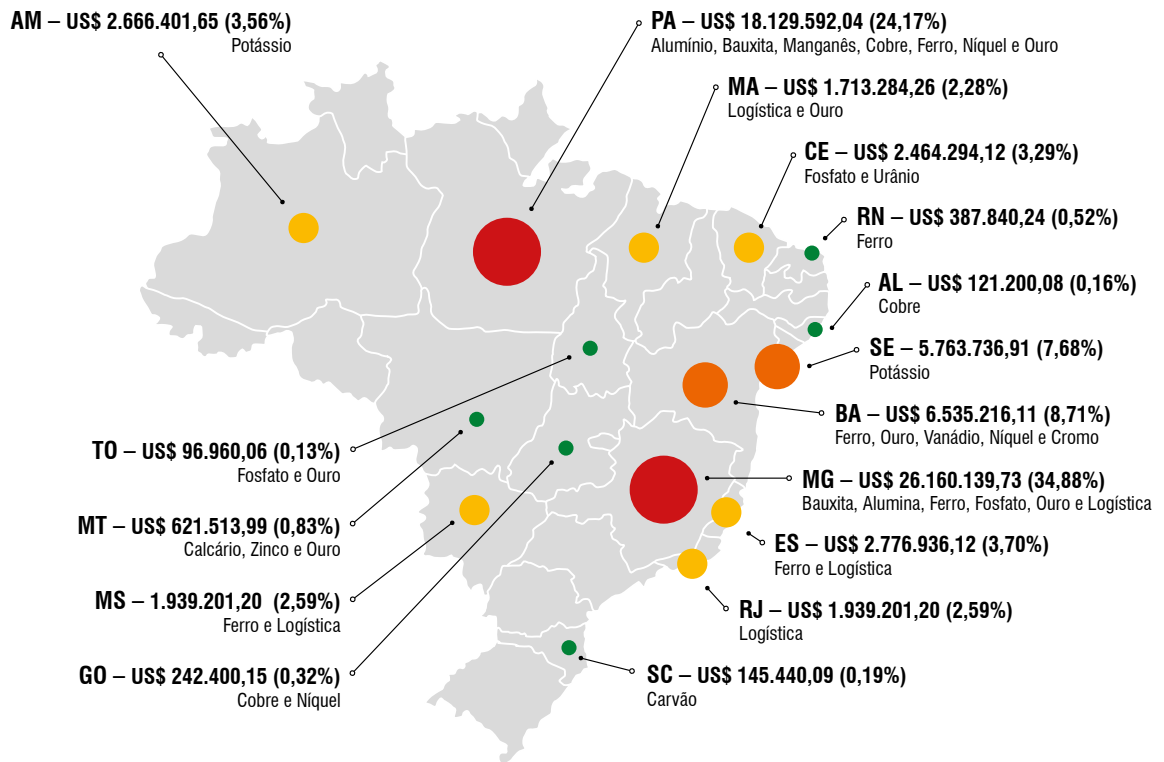 AM – US$ 2.666.401,65 (3,56%)
Potássio
PA – US$ 18.129.592,04 (24,17%)
Alumínio, Bauxita, Manganês, Cobre, Ferro, Níquel e Ouro
MA – US$ 1.713.284,26 (2,28%)
Logística e Ouro
CE – US$ 2.464.294,12 (3,29%)
Fosfato e Urânio
RN – US$ 387.840,24 (0,52%)
Ferro
AL – US$ 121.200,08 (0,16%)
Cobre
SE – 5.763.736,91 (7,68%)
Potássio
BA – US$ 6.535.216,11 (8,71%)
Ferro, Ouro, Vanádio, Níquel e Cromo
MG – US$ 26.160.139,73 (34,88%)
Bauxita, Alumina, Ferro, Fosfato, Ouro e Logística
ES – US$ 2.776.936,12 (3,70%)
Ferro e Logística
RJ – US$ 1.939.201,20 (2,59%)
Logística
SC – US$ 145.440,09 (0,19%)
Carvão
TO – US$ 96.960,06 (0,13%)
Fosfato e Ouro
MT – US$ 621.513,99 (0,83%)
Calcário, Zinco e Ouro
MS – 1.939.201,20 (2,59%)
Ferro e Logística
GO – US$ 242.400,15 (0,32%)
Cobre e Níquel